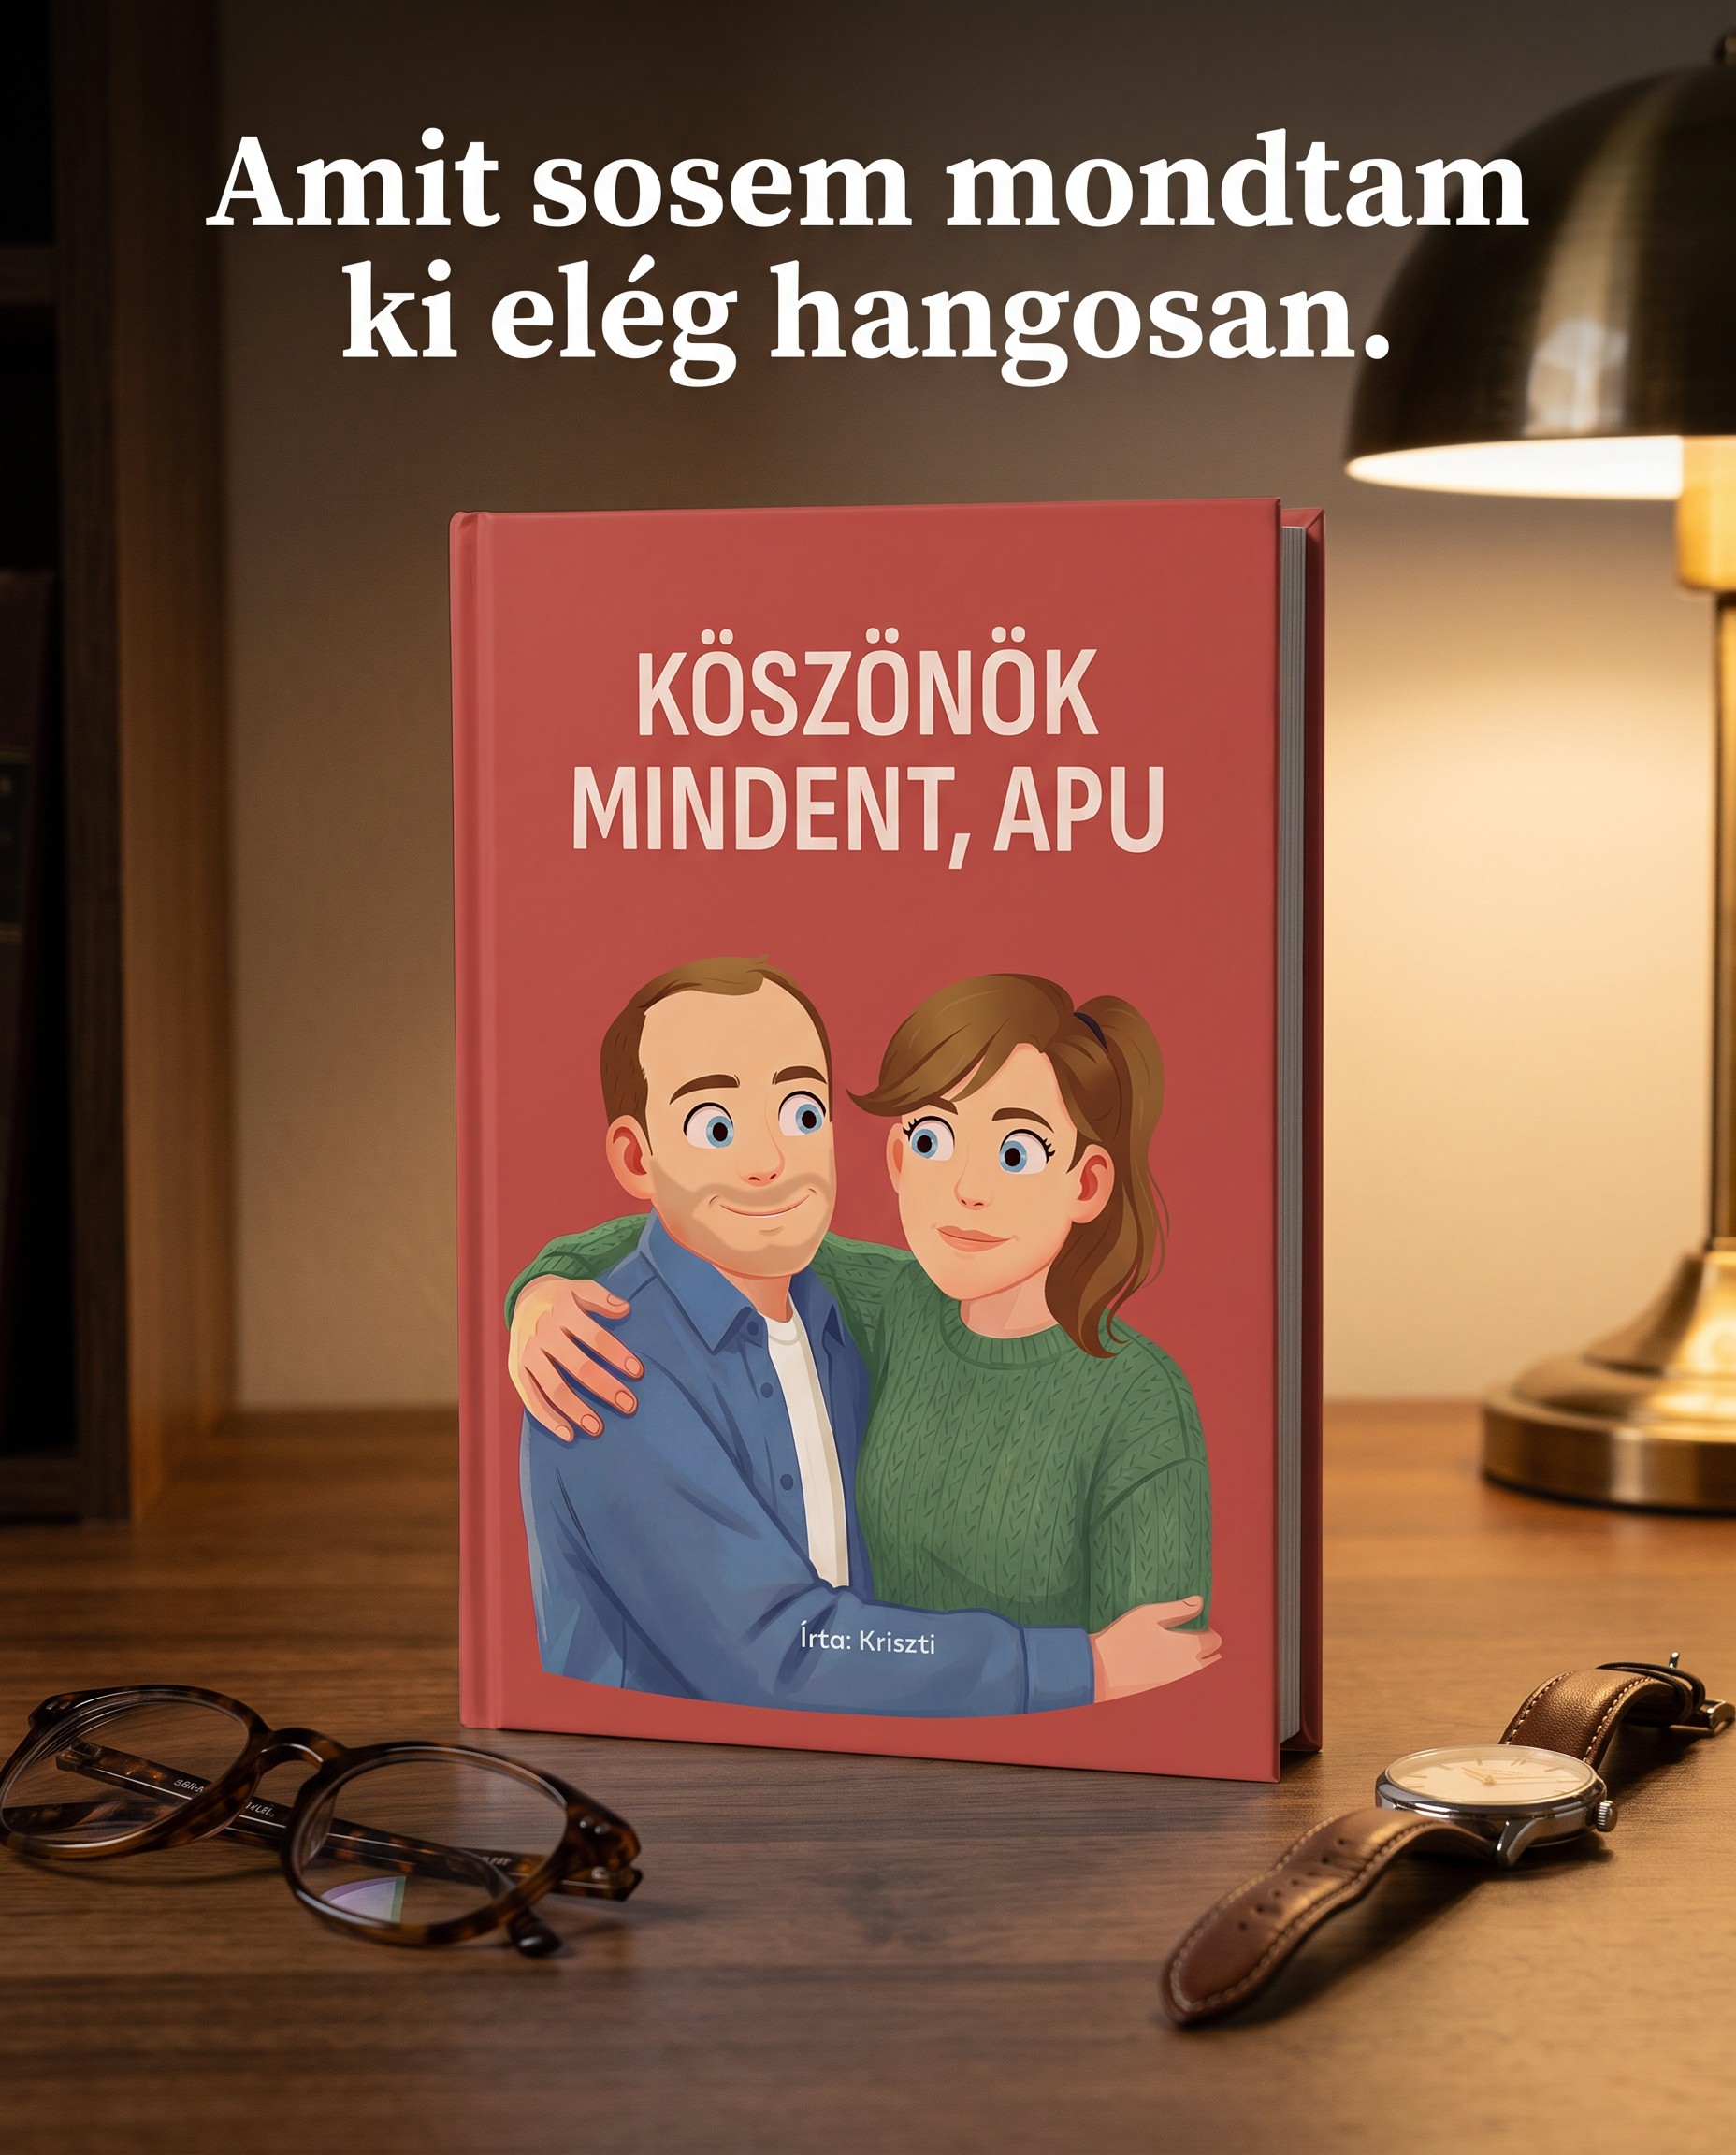 Amit sosem mondtam
ki elég hangosan.
KÖSZÖNÖK
MINDENT, APU
Írta: Kriszti